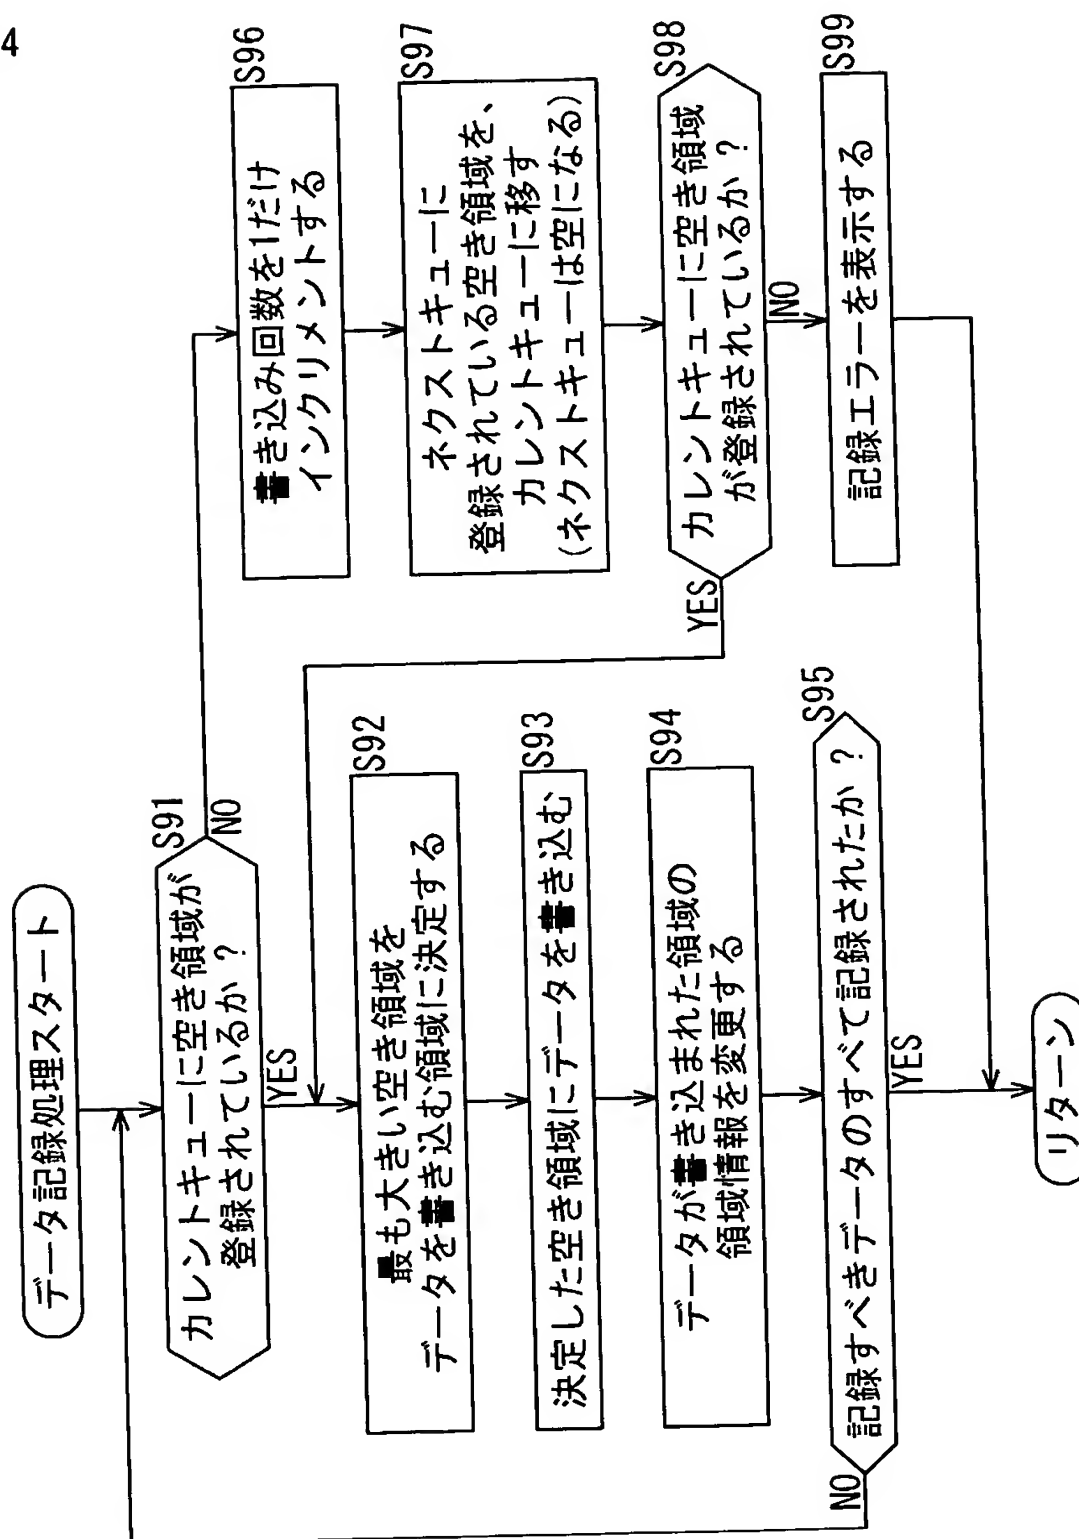 4
データ記録処理スタート
S91
カレントキューに空き領域が
登録されているか?
YES
NO
S92
最も大きい空き領域を
データを書き込む領域に決定する
S93
決定した空き領域にデータを書き込む
S94
データが書き込まれた領域の
領域情報を変更する
S95
記録すべきデータのすべて記録されたか?
NO
YES
リターン
S96
書き込み回数を1だけ
インクリメントする
S97
ネクストキューに
登録されている空き領域を、
カレントキューに移す
(ネクストキューは空になる)
S98
カレントキューに空き領域
が登録されているか?
YES
NO
S99
記録エラーを表示する